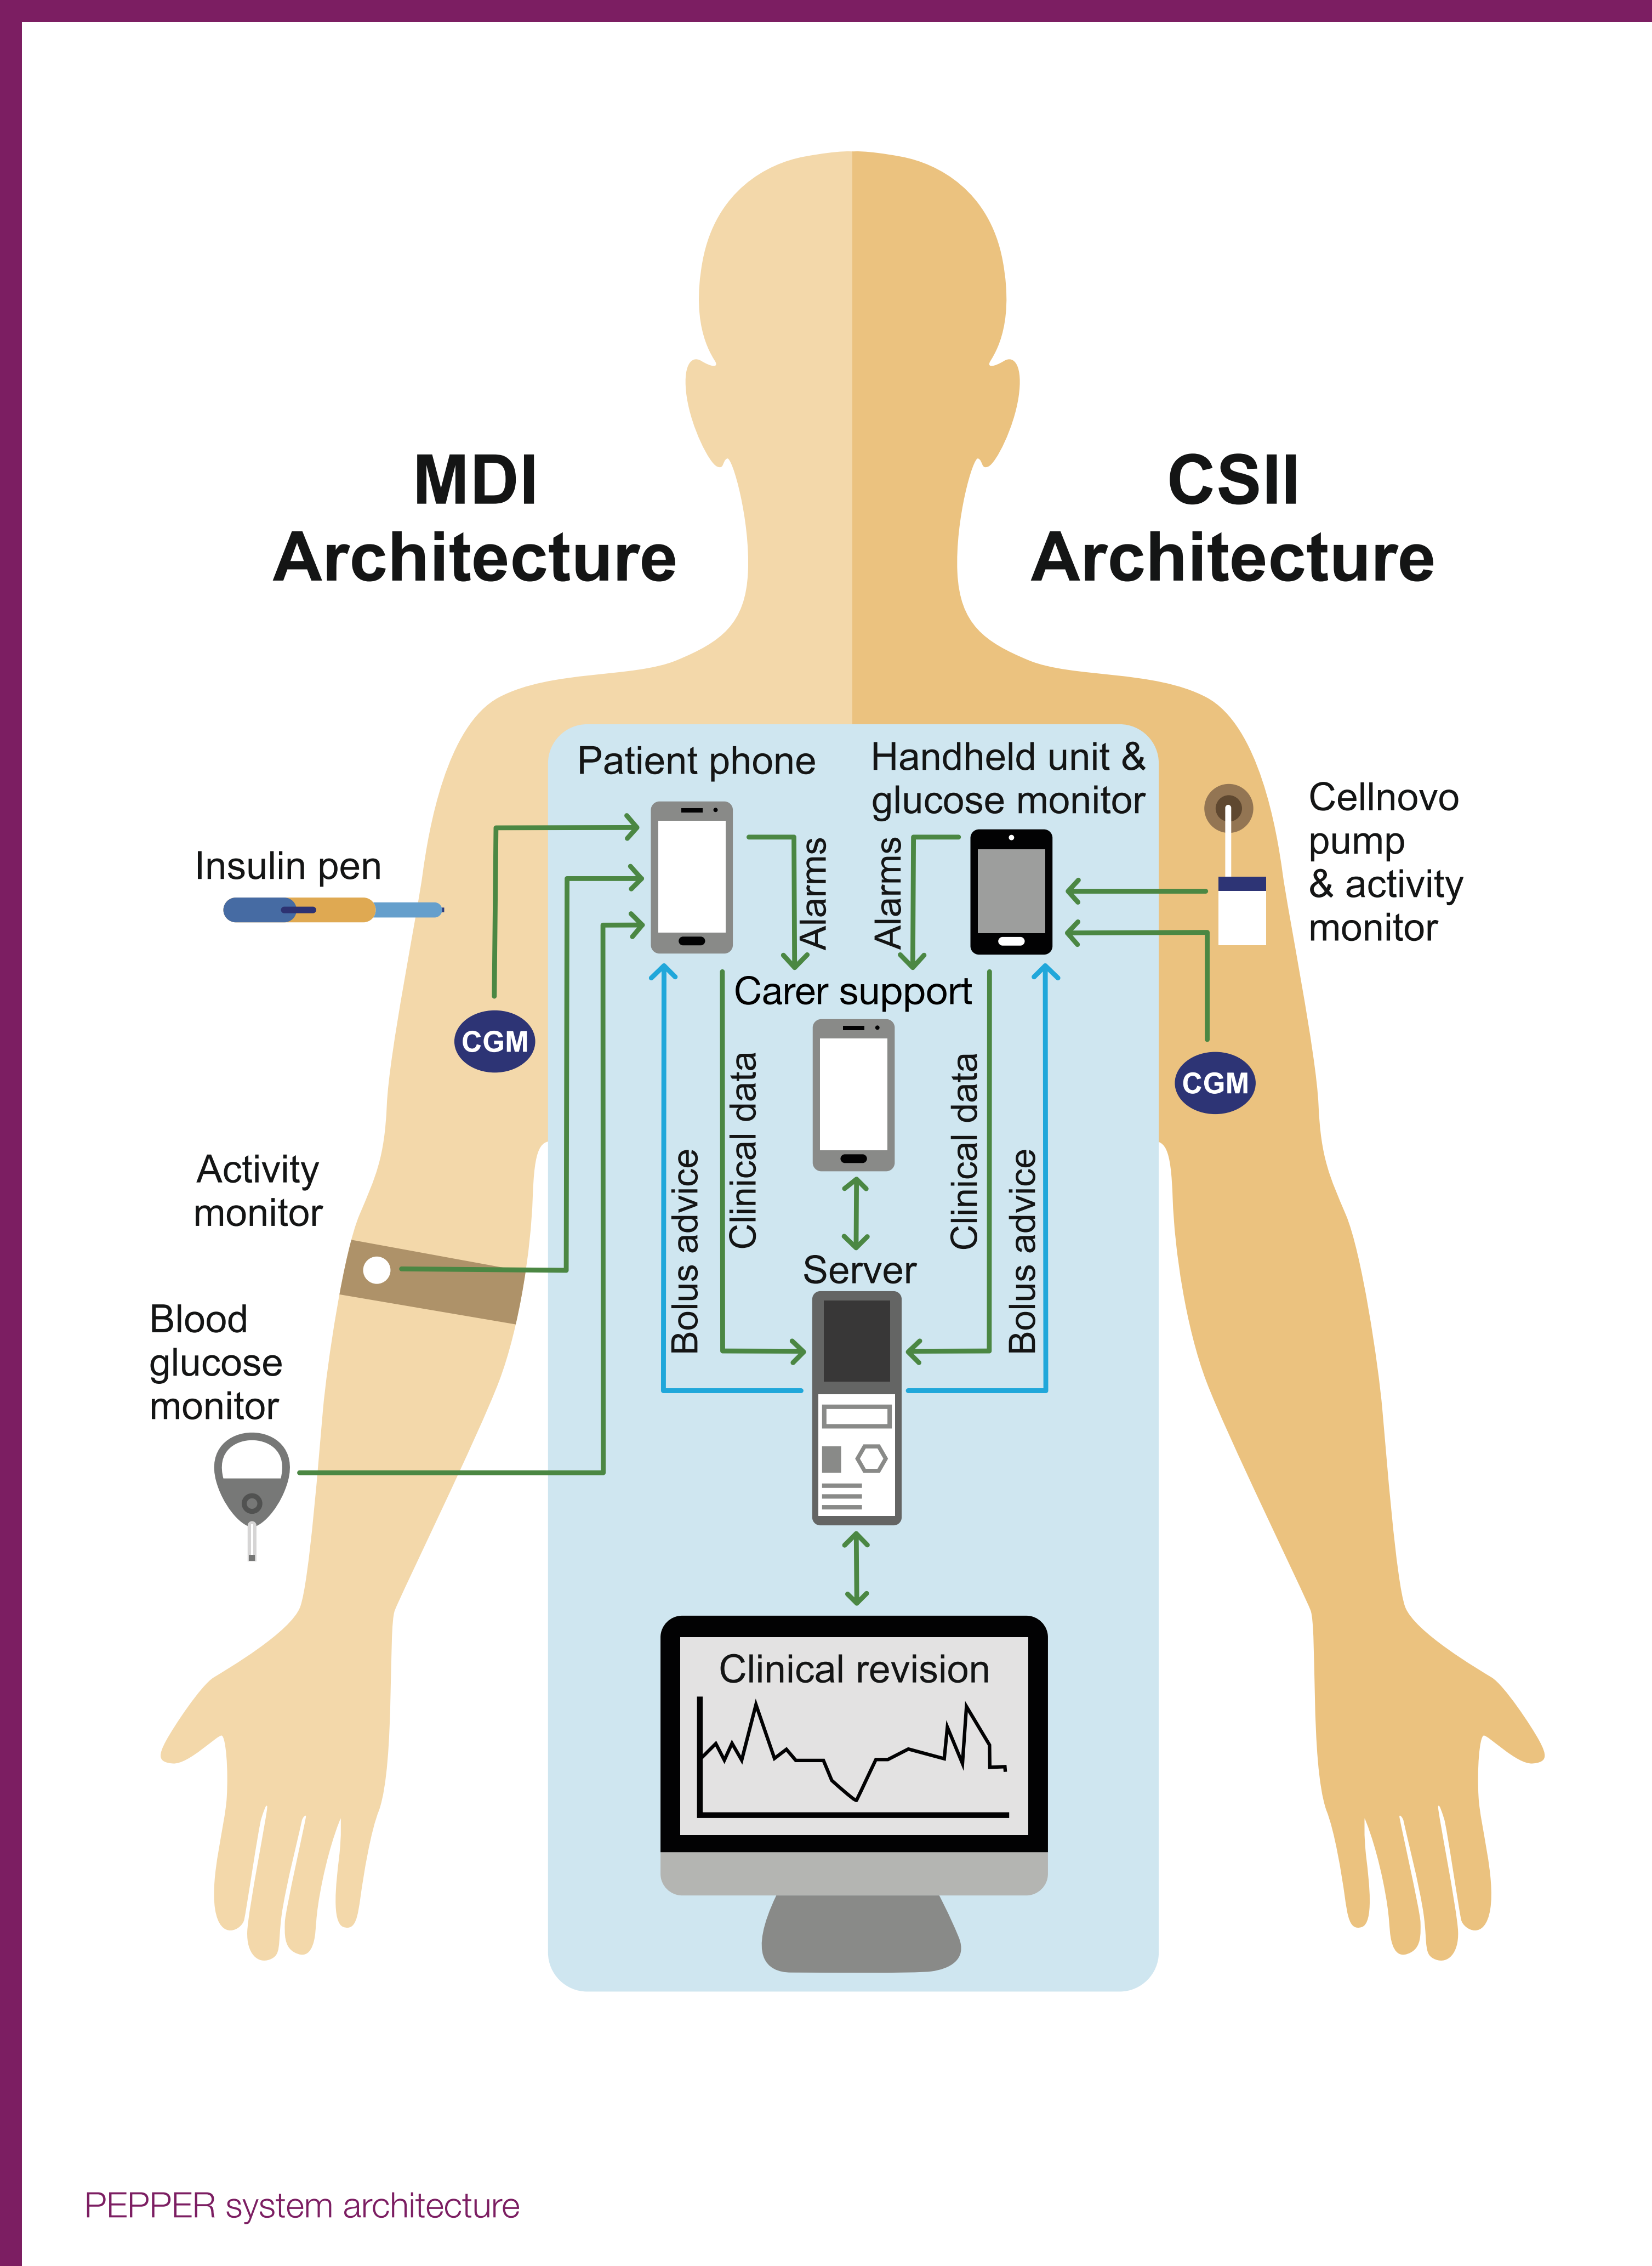 MDI
Architecture
CSII
Architecture
Patient phone
Handheld unit &
glucose monitor
Cellnovo
pump
& activity
monitor
Insulin pen
Alarms
Alarms
Carer support
CGM
CGM
Activity
monitor
Bolus advice
Clinical data
Clinical data
Bolus advice
Server
Blood
glucose
monitor
Clinical revision
PEPPER system architecture